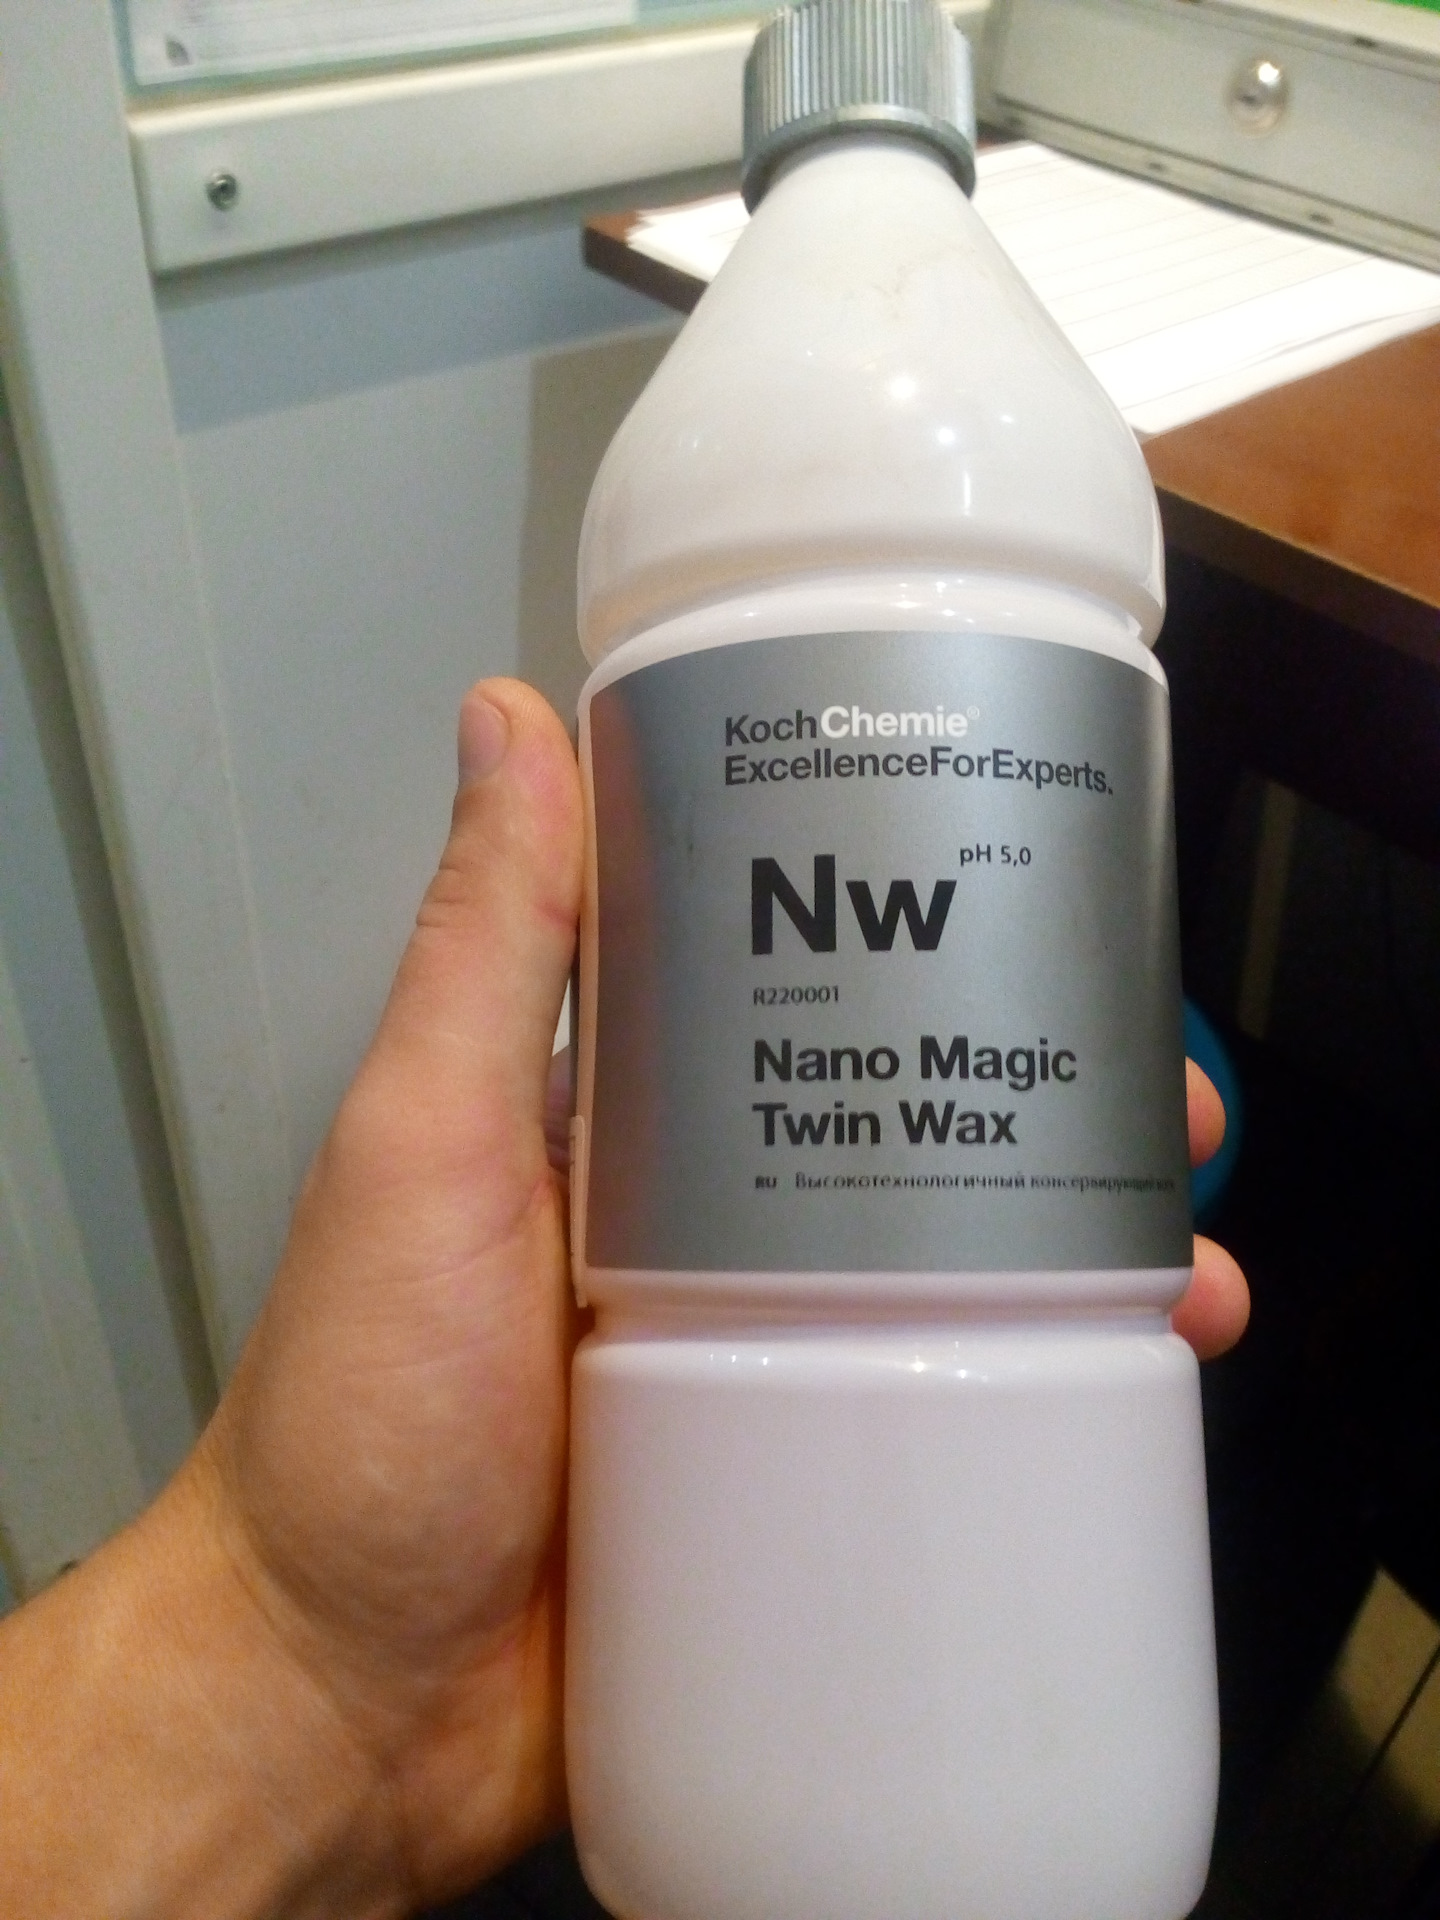 KochChemie®
ExcellenceForExperts.
Nw pH 5,0
R220001
Nano Magic
Twin Wax
RU Высокотехнологичный консервирующий